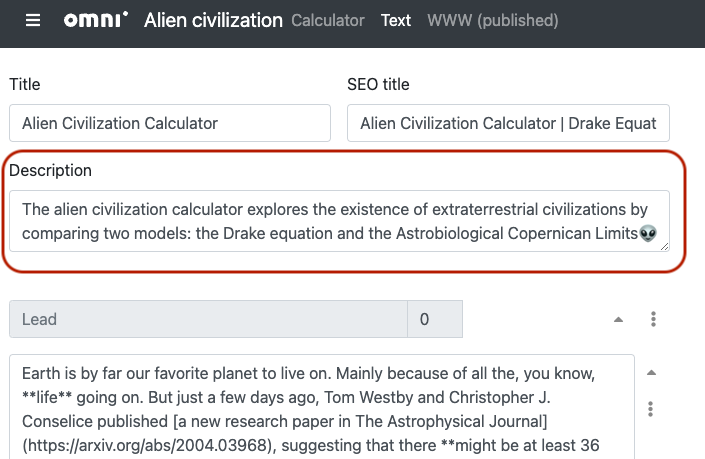 omni Alien civilization Calculator Text WWW (published)
Title SEO title
Alien Civilization Calculator Alien Civilization Calculator | Drake Equat
Description
The alien civilization calculator explores the existence of extraterrestrial civilizations by
comparing two models: the Drake equation and the Astrobiological Copernican Limits👽
Lead 0
Earth is by far our favorite planet to live on. Mainly because of all the, you know,
**life** going on. But just a few days ago, Tom Westby and Christopher J.
Conselice published [a new research paper in The Astrophysical Journal]
(https://arxiv.org/abs/2004.03968), suggesting that there **might be at least 36